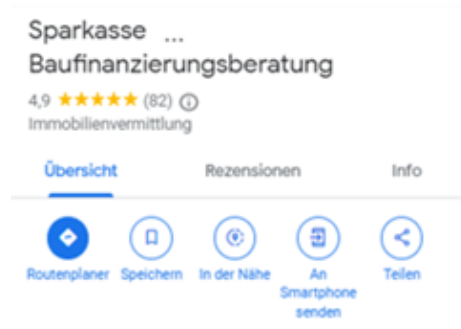 Sparkasse ...
Baufinanzierungsberatung
4,9 ★★★★★ (82)
Immobilienvermittlung
Übersicht Rezensionen Info
Routenplaner Speichern In der Nähe An Smartphone senden Teilen